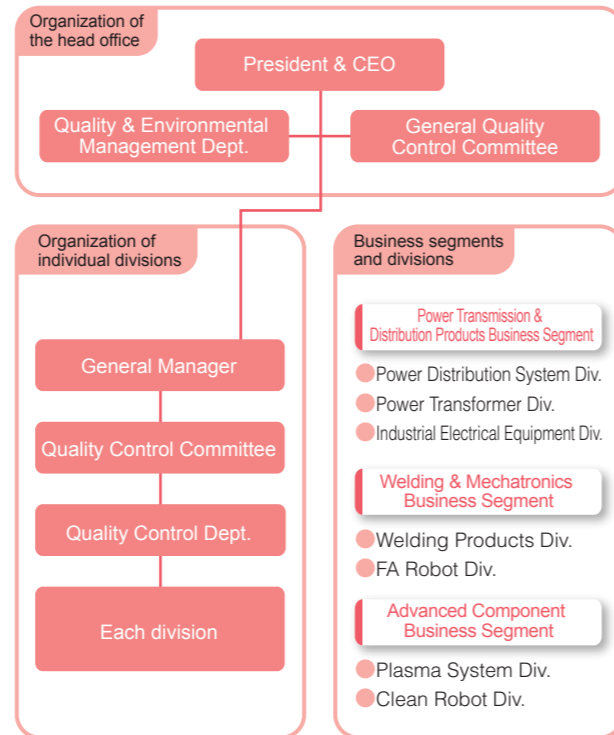 Organization of
the head office
President & CEO
Quality & Environmental
Management Dept.
General Quality
Control Committee
Organization of
individual divisions
General Manager
Quality Control Committee
Quality Control Dept.
Each division
Business segments
and divisions
Power Transmission &
Distribution Products Business Segment
Power Distribution System Div.
Power Transformer Div.
Industrial Electrical Equipment Div.
Welding & Mechatronics
Business Segment
Welding Products Div.
FA Robot Div.
Advanced Component
Business Segment
Plasma System Div.
Clean Robot Div.